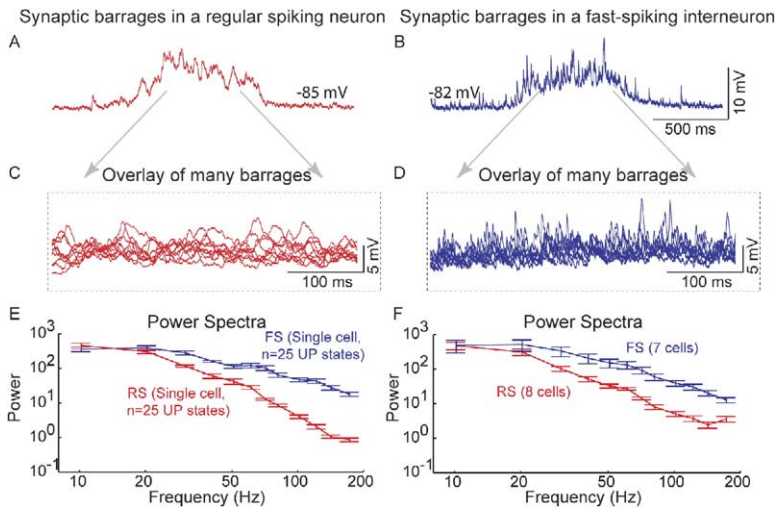 Synaptic barrages in a regular spiking neuron
Synaptic barrages in a fast-spiking interneuron
A
-85 mV
B
-82 mV
10 mV
500 ms
C
Overlay of many barrages
5 mV
100 ms
D
Overlay of many barrages
5 mV
100 ms
E
Power Spectra
FS (Single cell,
n=25 UP states)
RS (Single cell,
n=25 UP states)
Power
10³
10²
10¹
10⁰
10⁻¹
10 20 50 100 200
Frequency (Hz)
F
Power Spectra
FS (7 cells)
RS (8 cells)
10³
10²
10¹
10⁰
10⁻¹
10 20 50 100 200
Frequency (Hz)